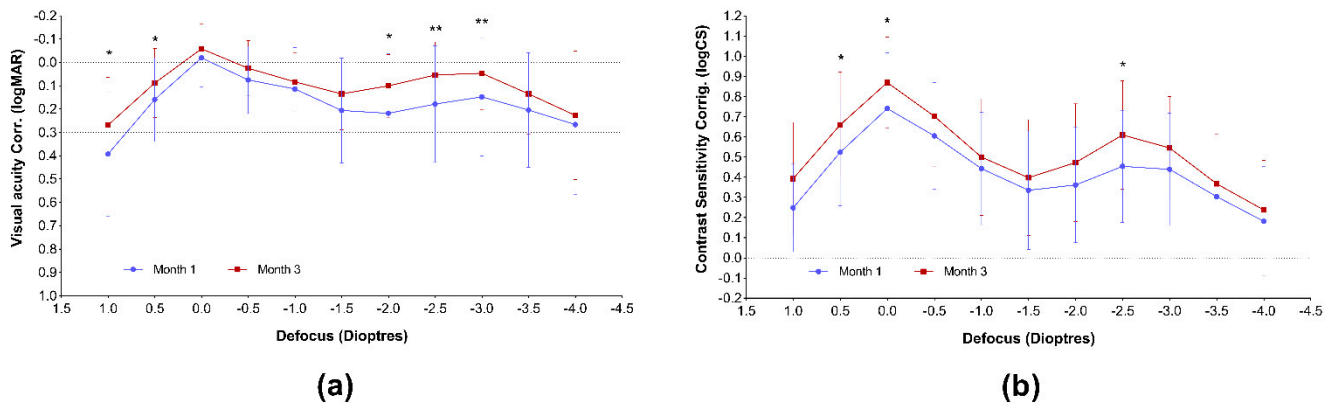 -0.2
-0.1
0.0
0.1
0.2
0.3
0.4
0.5
0.6
0.7
0.8
0.9
1.0
Visual acuity Corr. (logMAR)
* * * ** **
Month 1 Month 3
1.5 1.0 0.5 0.0 -0.5 -1.0 -1.5 -2.0 -2.5 -3.0 -3.5 -4.0 -4.5
Defocus (Dioptres)
(a)
1.2
1.1
1.0
0.9
0.8
0.7
0.6
0.5
0.4
0.3
0.2
0.1
0.0
-0.1
-0.2
Contrast Sensitivity Corrig. (logCS)
* * *
Month 1 Month 3
1.5 1.0 0.5 0.0 -0.5 -1.0 -1.5 -2.0 -2.5 -3.0 -3.5 -4.0 -4.5
Defocus (Dioptres)
(b)